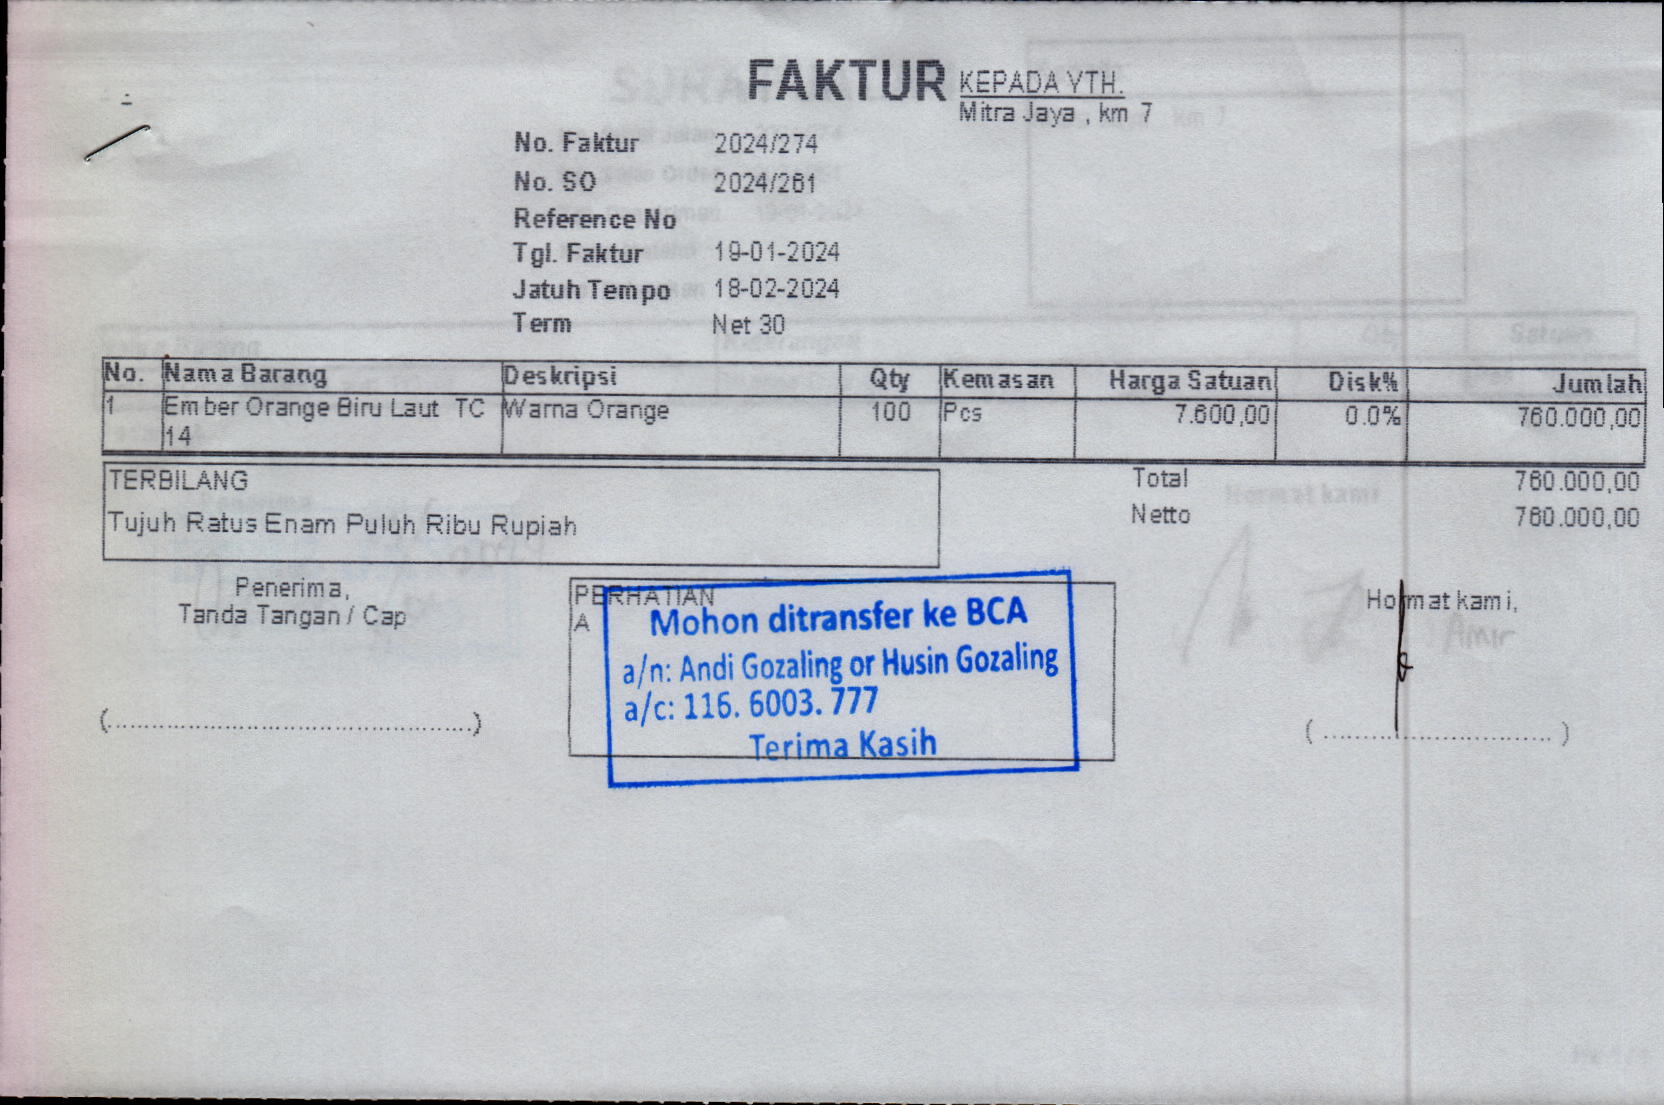 FAKTUR
KEPADA YTH.
Mitra Jaya , km 7
No. Faktur 2024/274
No. SO 2024/261
Reference No
Tgl. Faktur 19-01-2024
Jatuh Tempo 18-02-2024
Term Net 30
No. Nama Barang Deskripsi Qty Kemasan Harga Satuan Disk% Jumlah
1 Ember Orange Biru Laut TC Warna Orange 100 Pcs 7.600,00 0.0% 760.000,00
14
TERBILANG
Tujuh Ratus Enam Puluh Ribu Rupiah
Total 760.000,00
Netto 760.000,00
Penerima,
Tanda Tangan / Cap
(............................................)
PERHATIAN
A
Mohon ditransfer ke BCA
a/n: Andi Gozaling or Husin Gozaling
a/c: 116. 6003. 777
Terima Kasih
Hormat kami,
Amir
(............................)